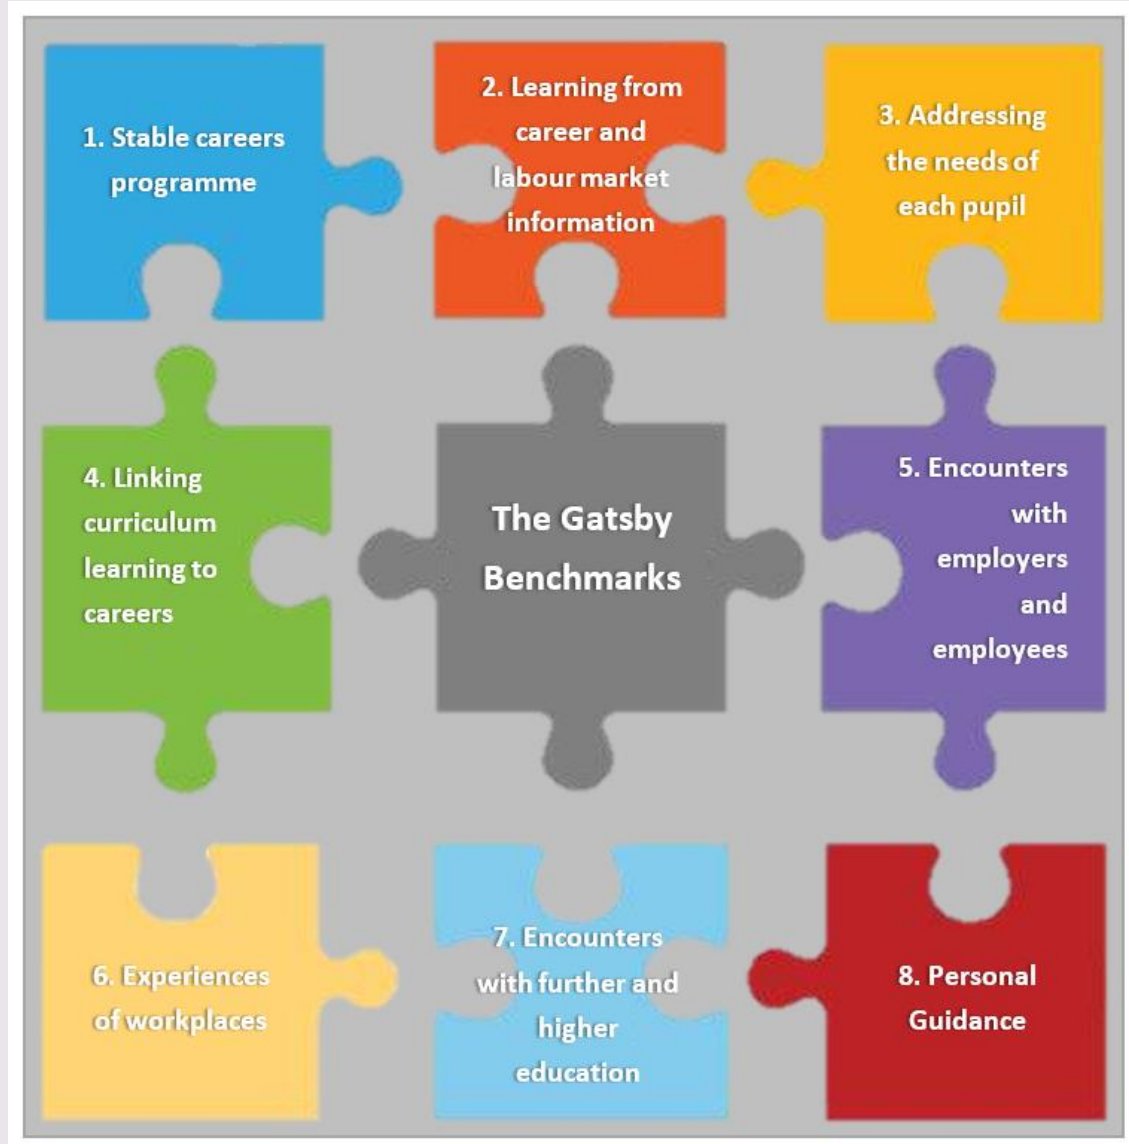 1. Stable careers
programme
2. Learning from
career and
labour market
information
3. Addressing
the needs of
each pupil
4. Linking
curriculum
learning to
careers
The Gatsby
Benchmarks
5. Encounters
with
employers
and
employees
6. Experiences
of workplaces
7. Encounters
with further and
higher
education
8. Personal
Guidance